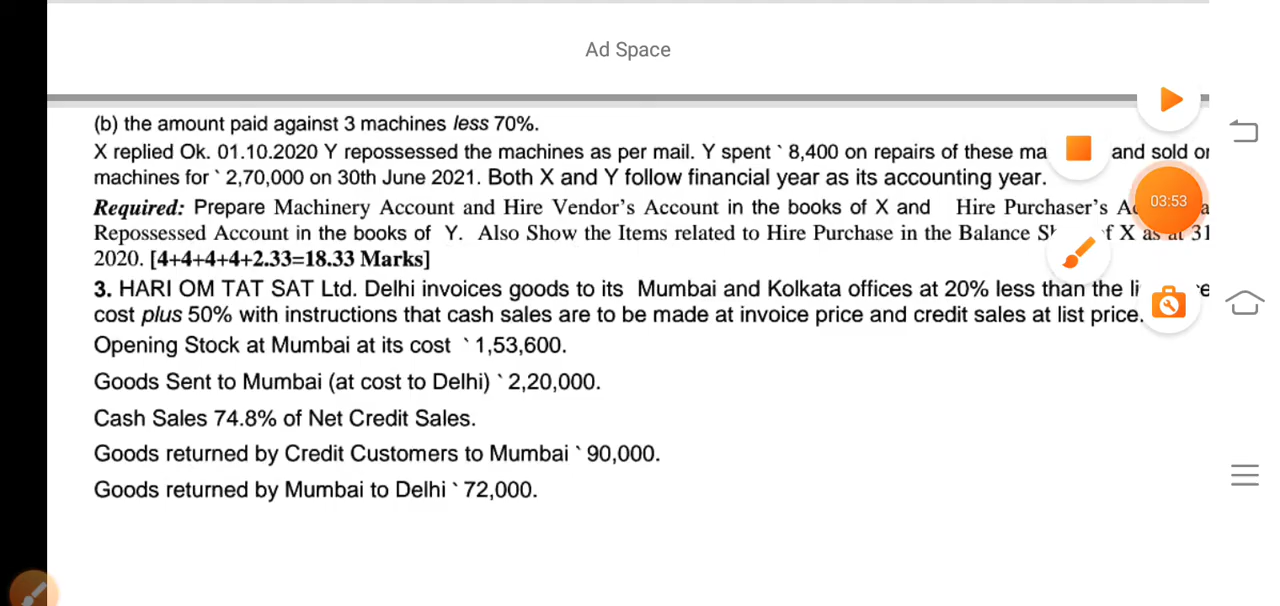 Ad Space
(b) the amount paid against 3 machines less 70%.
X replied Ok. 01.10.2020 Y repossessed the machines as per mail. Y spent ` 8,400 on repairs of these ma and sold
machines for ` 2,70,000 on 30th June 2021. Both X and Y follow financial year as its accounting year.
Required: Prepare Machinery Account and Hire Vendor's Account in the books of X and Hire Purchaser's
Repossessed Account in the books of Y. Also Show the Items related to Hire Purchase in the Balance f X as at 31
2020. [4+4+4+4+2.33=18.33 Marks]
3. HARI OM TAT SAT Ltd. Delhi invoices goods to its Mumbai and Kolkata offices at 20% less than the
cost plus 50% with instructions that cash sales are to be made at invoice price and credit sales at list price.
Opening Stock at Mumbai at its cost ` 1,53,600.
Goods Sent to Mumbai (at cost to Delhi) ` 2,20,000.
Cash Sales 74.8% of Net Credit Sales.
Goods returned by Credit Customers to Mumbai ` 90,000.
Goods returned by Mumbai to Delhi ` 72,000.
03:53